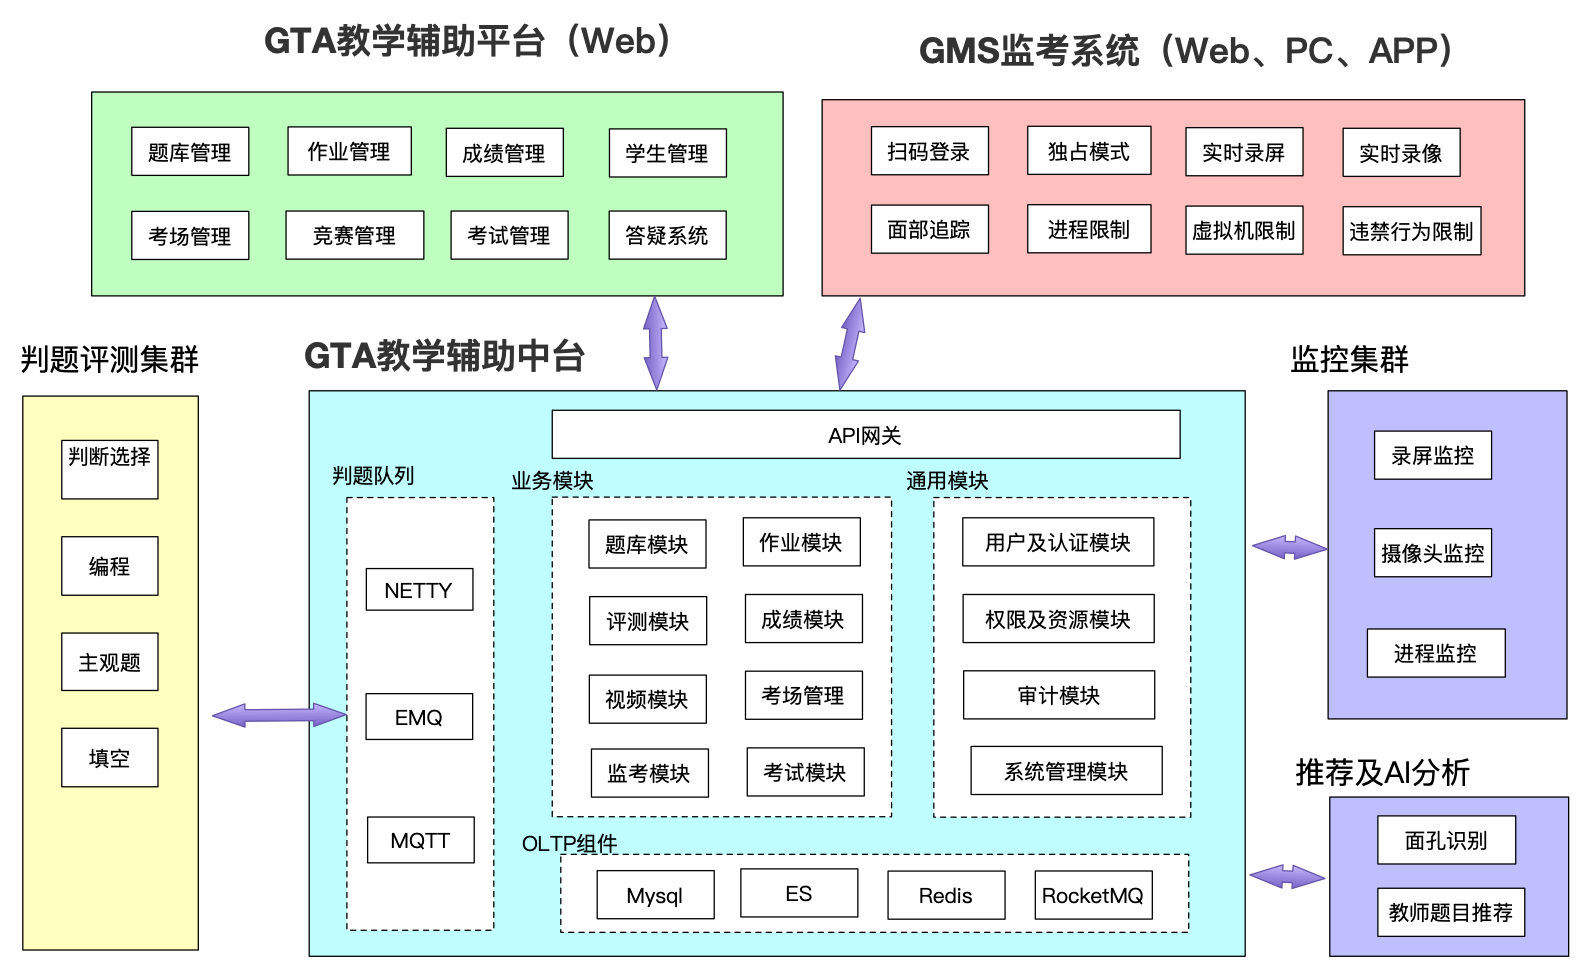 GTA教学辅助平台（Web）
题库管理
作业管理
成绩管理
学生管理
考场管理
竞赛管理
考试管理
答疑系统
GMS监考系统（Web、PC、APP）
扫码登录
独占模式
实时录屏
实时录像
面部追踪
进程限制
虚拟机限制
违禁行为限制
判题评测集群
判断选择
编程
主观题
填空
GTA教学辅助中台
API网关
判题队列
NETTY
EMQ
MQTT
业务模块
题库模块
作业模块
评测模块
成绩模块
视频模块
考场管理
监考模块
考试模块
通用模块
用户及认证模块
权限及资源模块
审计模块
系统管理模块
OLTP组件
Mysql
ES
Redis
RocketMQ
监控集群
录屏监控
摄像头监控
进程监控
推荐及AI分析
面孔识别
教师题目推荐